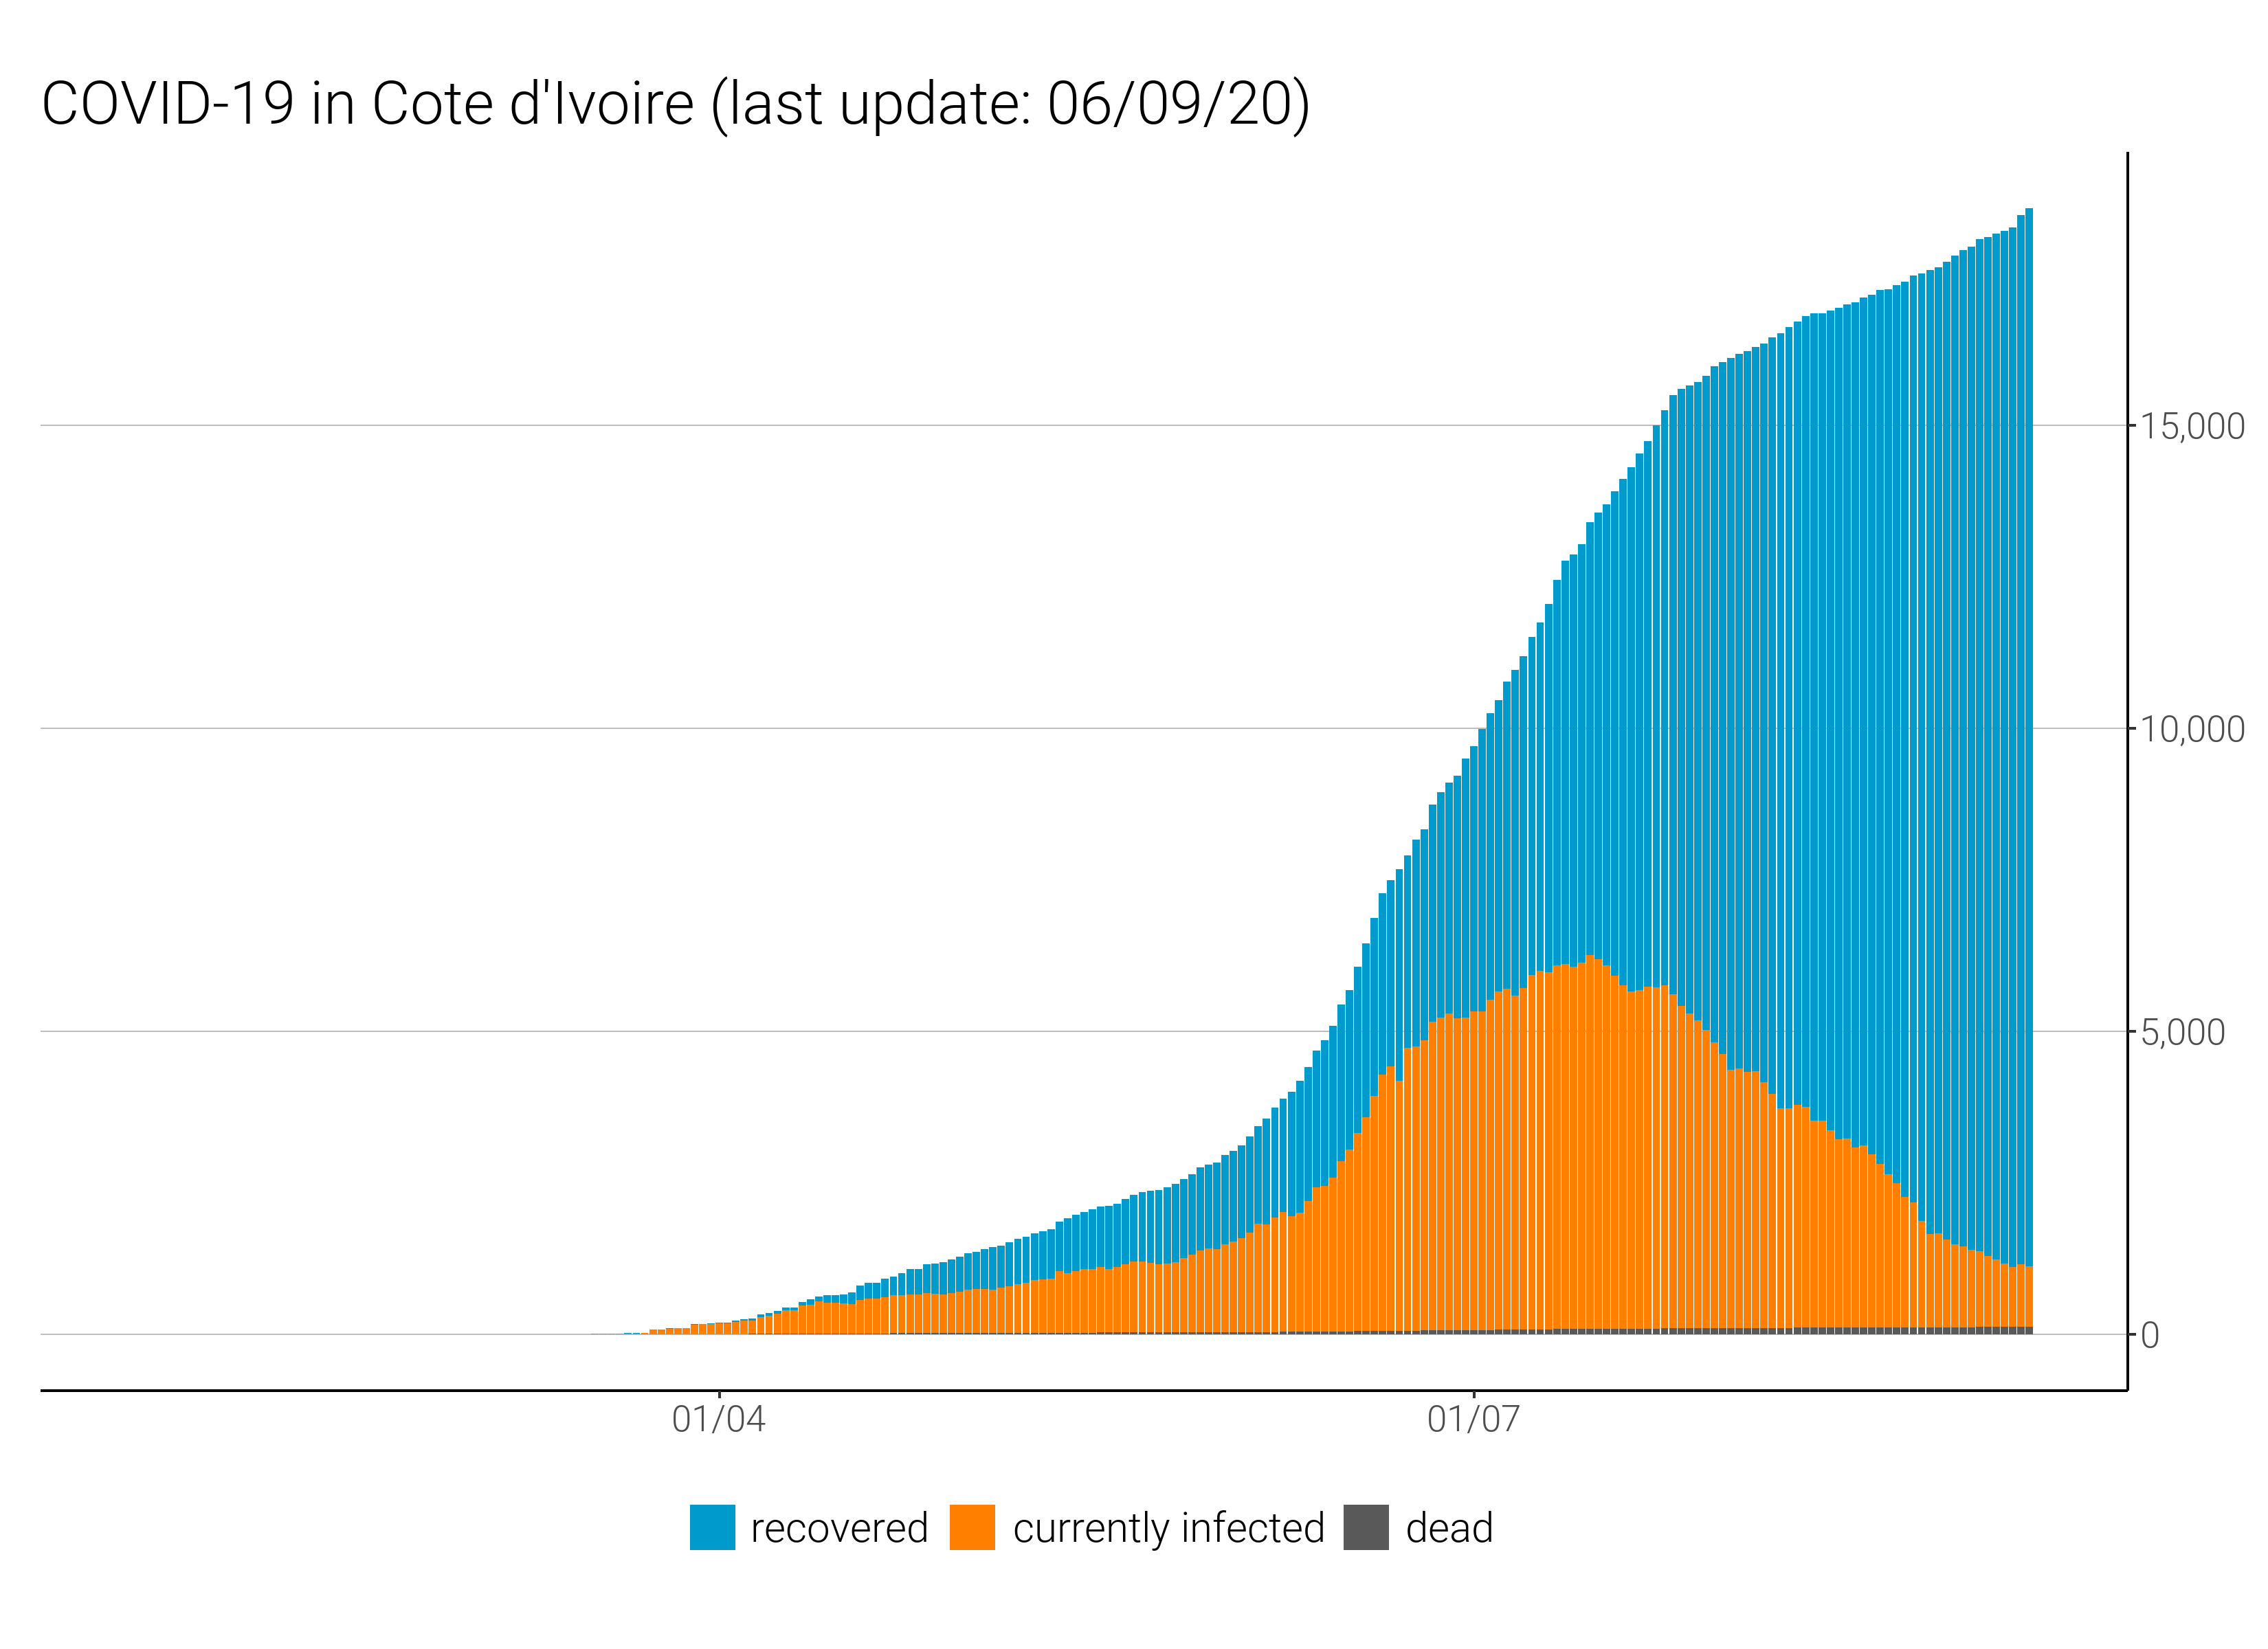 COVID-19 in Cote d'Ivoire (last update: 06/09/20)
15,000
10,000
5,000
0
01/04 01/07
recovered currently infected dead